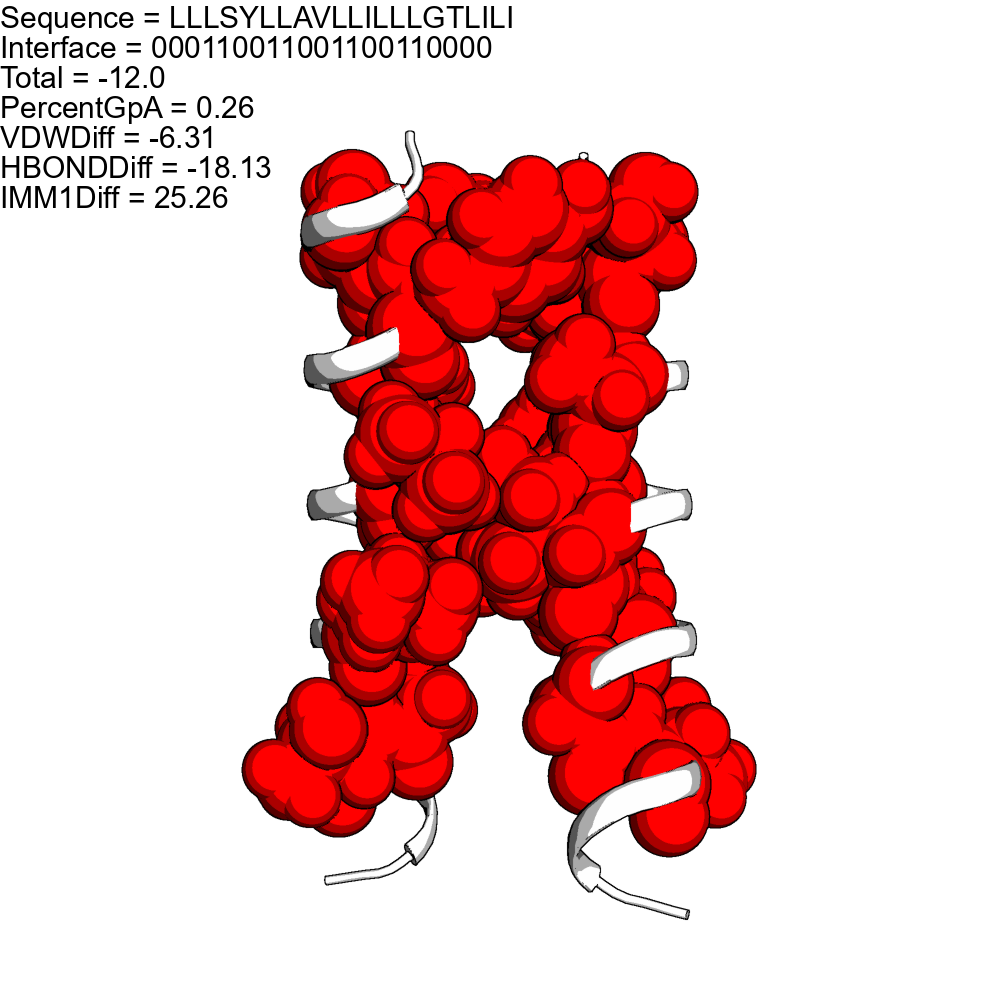 Sequence = LLLSYLLAVLLILLLGTLILI
Interface = 000110011001100110000
Total = -12.0
PercentGpA = 0.26
VDWDiff = -6.31
HBONDDiff = -18.13
IMM1Diff = 25.26